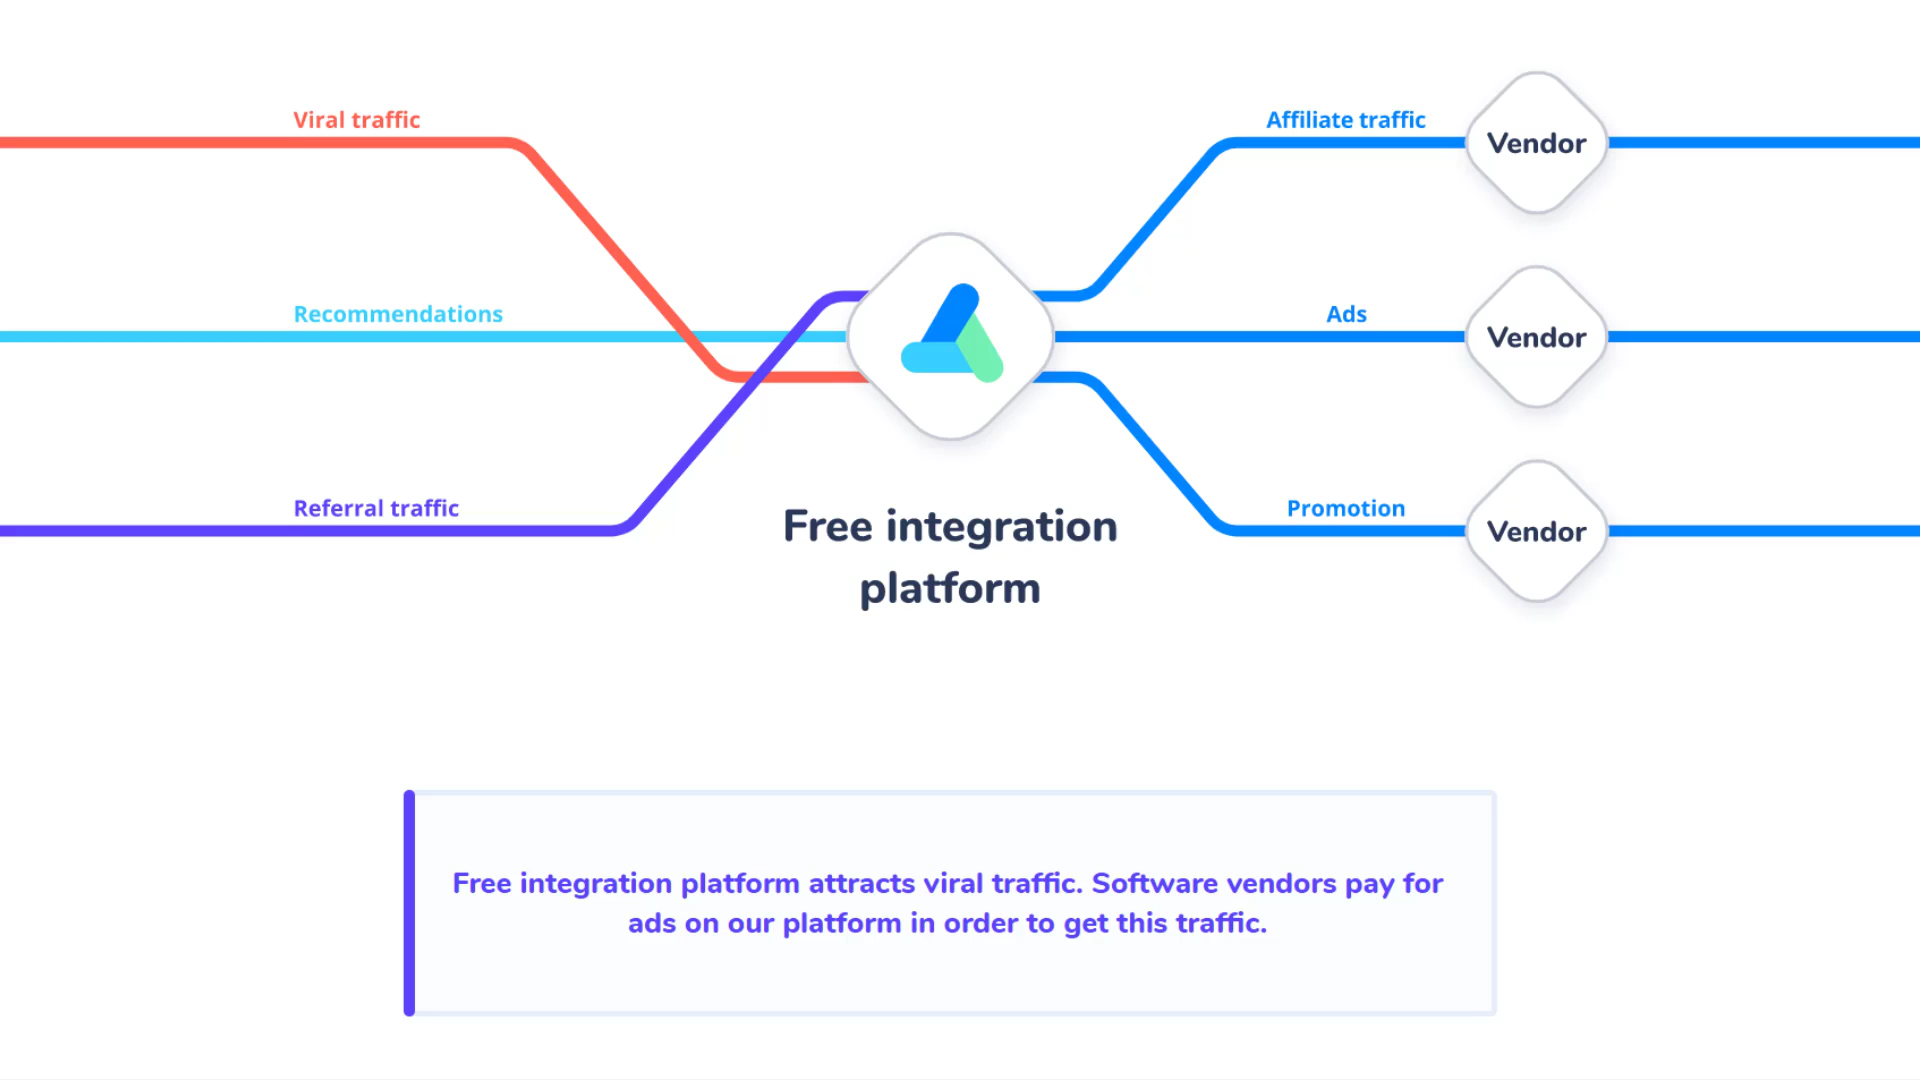 Viral traffic
Affiliate traffic
Vendor
Recommendations
Ads
Vendor
Referral traffic
Promotion
Vendor
Free integration
platform
Free integration platform attracts viral traffic. Software vendors pay for
ads on our platform in order to get this traffic.